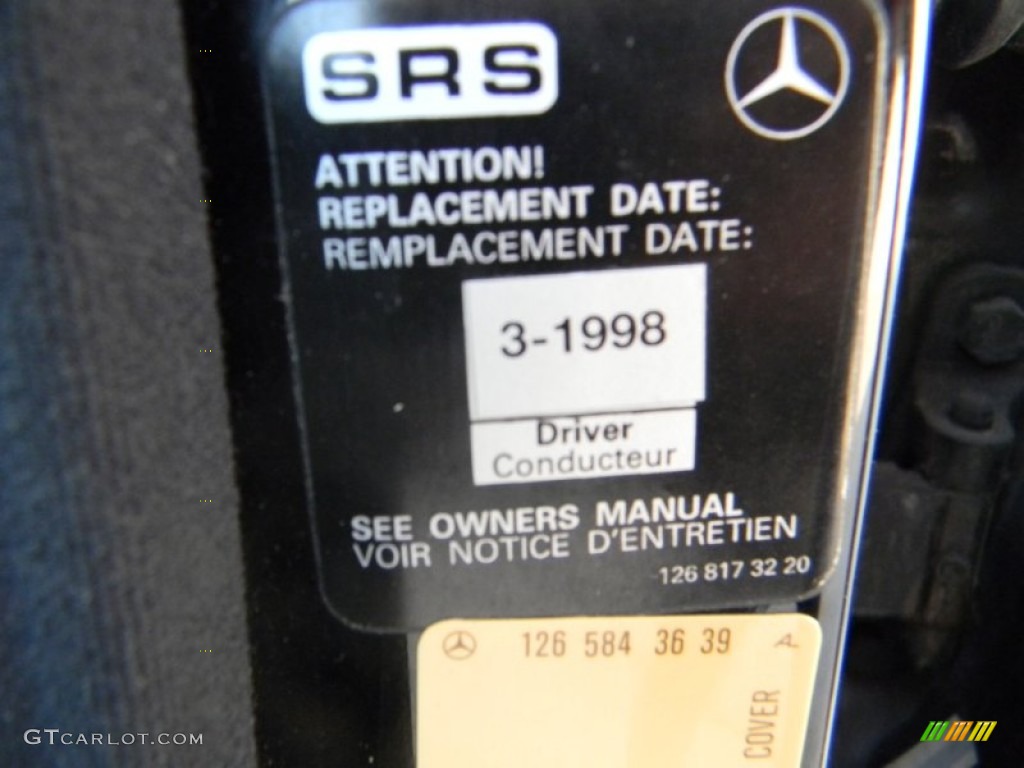 SRS
ATTENTION!
REPLACEMENT DATE:
REMPLACEMENT DATE:
3-1998
Driver
Conducteur
SEE OWNERS MANUAL
VOIR NOTICE D'ENTRETIEN
126 817 32 20
126 584 36 39 AL
COVER
GTCARLOT.COM